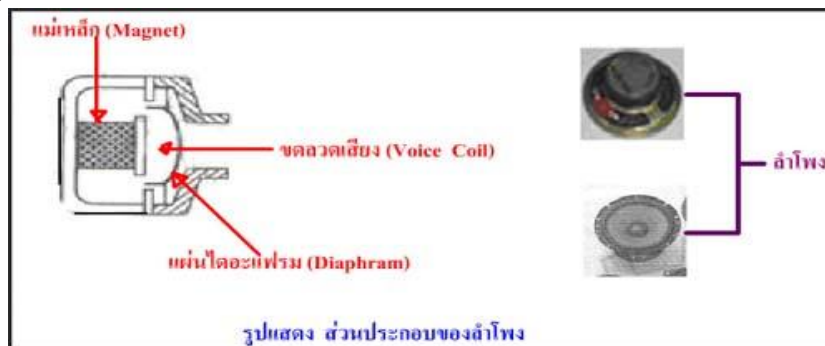 แม่เหล็ก (Magnet)
ขดลวดเสียง (Voice Coil)
ลำโพง
แผ่นไดอะแฟรม (Diaphram)
รูปแสดง ส่วนประกอบของลำโพง